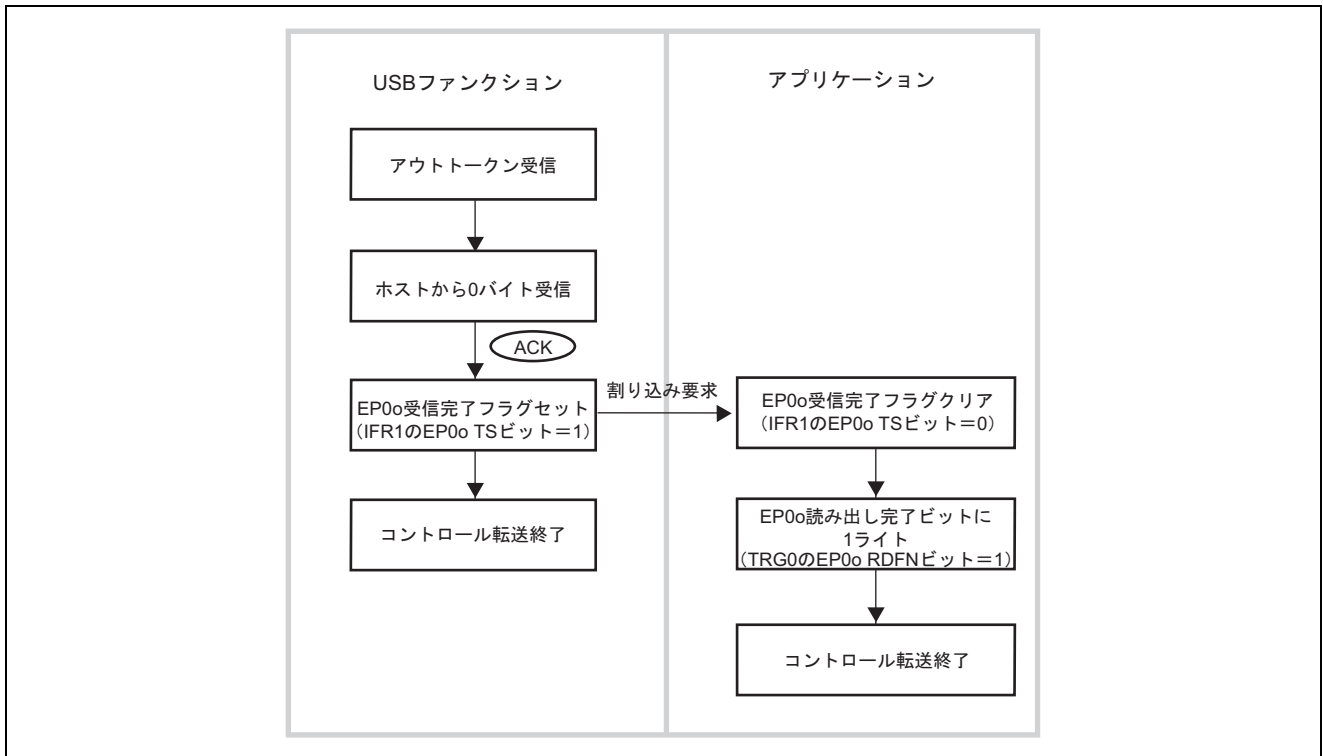 USBファンクション
アウトトークン受信
ホストから0バイト受信
ACK
EP0o受信完了フラグセット
(IFR1のEP0o TSビット=1)
コントロール転送終了
割り込み要求
アプリケーション
EP0o受信完了フラグクリア
(IFR1のEP0o TSビット=0)
EP0o読み出し完了ビットに
1ライト
(TRG0のEP0o RDFNビット=1)
コントロール転送終了